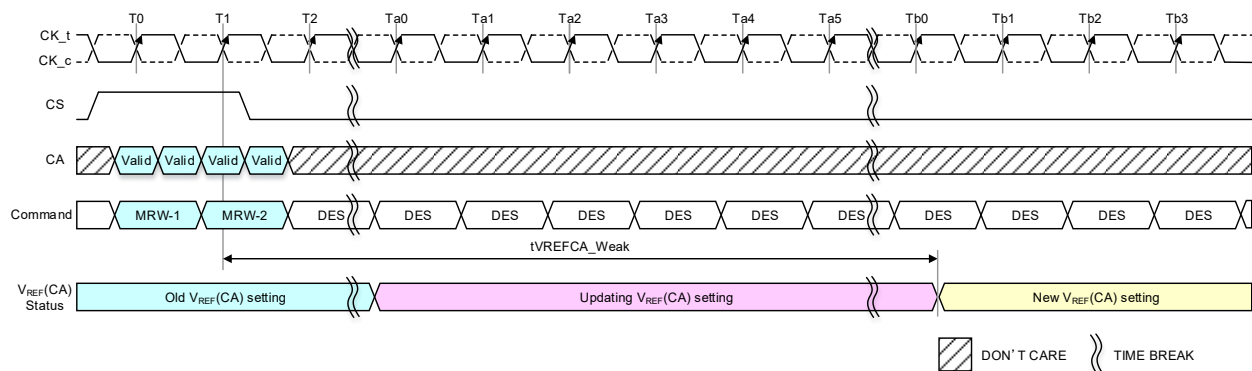 T0 T1 T2 Ta0 Ta1 Ta2 Ta3 Ta4 Ta5 Tb0 Tb1 Tb2 Tb3
CK_t
CK_c
CS
CA Valid Valid Valid Valid
Command MRW-1 MRW-2 DES DES DES DES DES DES DES DES DES DES DES
tVREFCA_Weak
VREF(CA) Status Old VREF(CA) setting Updating VREF(CA) setting New VREF(CA) setting
DON'T CARE TIME BREAK